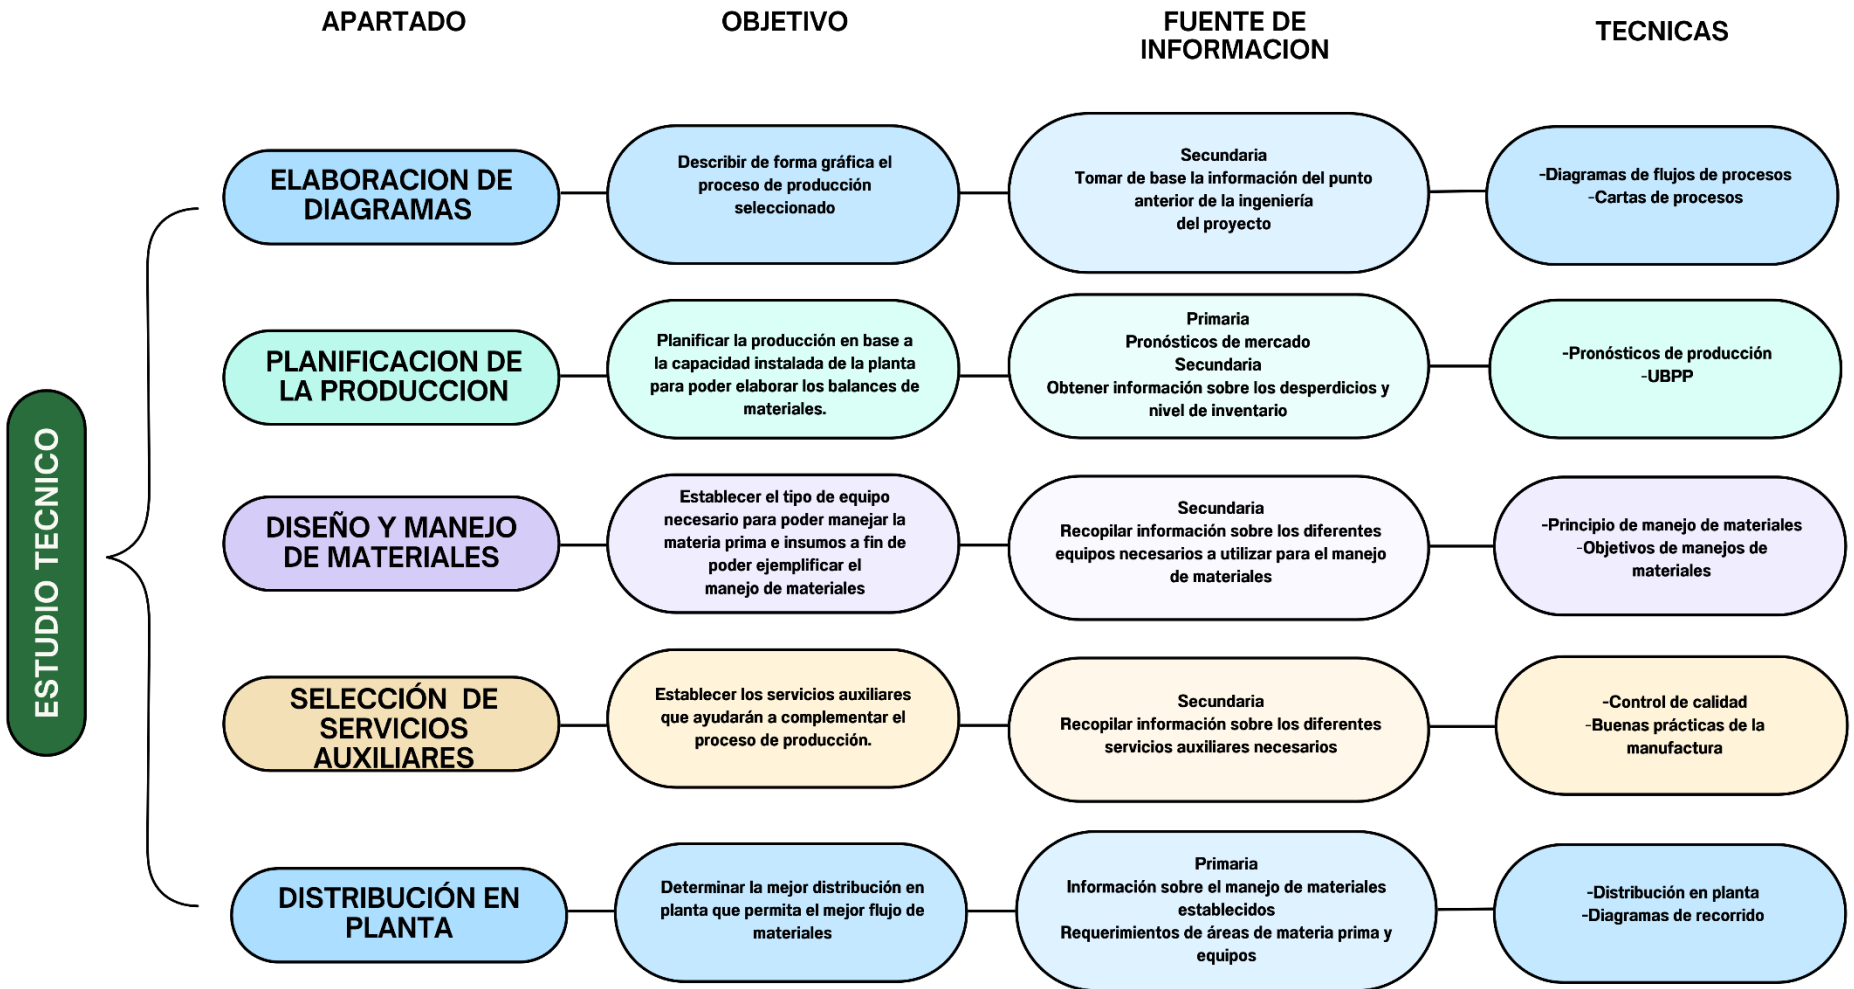 APARTADO
OBJETIVO
FUENTE DE
INFORMACION
TECNICAS
ESTUDIO TECNICO
ELABORACION DE
DIAGRAMAS
Describir de forma gráfica el
proceso de producción
seleccionado
Secundaria
Tomar de base la información del punto
anterior de la ingeniería
del proyecto
-Diagramas de flujos de procesos
-Cartas de procesos
PLANIFICACION DE
LA PRODUCCION
Planificar la producción en base a
la capacidad instalada de la planta
para poder elaborar los balances de
materiales.
Primaria
Pronósticos de mercado
Secundaria
Obtener información sobre los desperdicios y
nivel de inventario
-Pronósticos de producción
-UBPP
DISEÑO Y MANEJO
DE MATERIALES
Establecer el tipo de equipo
necesario para poder manejar la
materia prima e insumos a fin de
poder ejemplificar el
manejo de materiales
Secundaria
Recopilar información sobre los diferentes
equipos necesarios a utilizar para el manejo
de materiales
-Principio de manejo de materiales
-Objetivos de manejos de
materiales
SELECCIÓN DE
SERVICIOS
AUXILIARES
Establecer los servicios auxiliares
que ayudarán a complementar el
proceso de producción.
Secundaria
Recopilar información sobre los diferentes
servicios auxiliares necesarios
-Control de calidad
-Buenas prácticas de la
manufactura
DISTRIBUCIÓN EN
PLANTA
Determinar la mejor distribución en
planta que permita el mejor flujo de
materiales
Primaria
Información sobre el manejo de materiales
establecidos
Requerimientos de áreas de materia prima y
equipos
-Distribución en planta
-Diagramas de recorrido